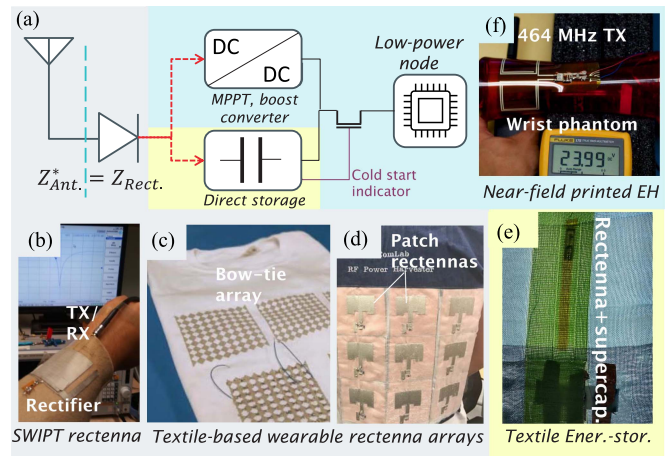 (a)
DC
DC
MPPT, boost
converter
Low-power
node
Z*Ant. = ZRect.
Direct storage
Cold start
indicator
(f)
464 MHz TX
Wrist phantom
FLUKE
23.99
Near-field printed EH
(b)
TX/
RX
Rectifier
SWIPT rectenna
(c)
Bow-tie
array
(d)
Patch
rectennas
RF Power Harvester
Textile-based wearable rectenna arrays
(e)
Rectenna+supercap.
Textile Ener.-stor.